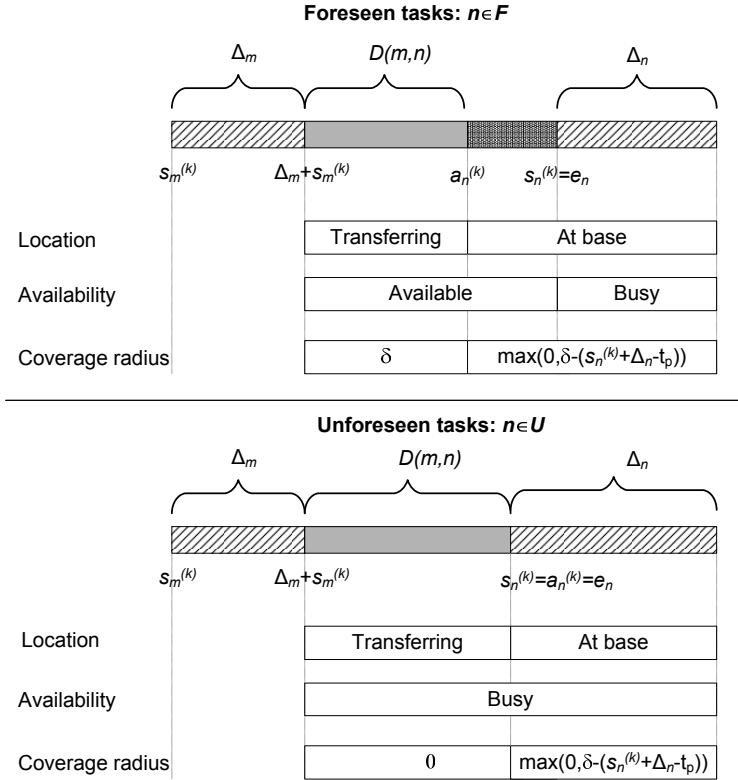 Foreseen tasks: n∈F
Δm D(m,n) Δn
sm(k) Δm+sm(k) an(k) sn(k)=en
Location Transferring At base
Availability Available Busy
Coverage radius δ max(0,δ-(sn(k)+Δn-tp))
Unforeseen tasks: n∈U
Δm D(m,n) Δn
sm(k) Δm+sm(k) sn(k)=an(k)=en
Location Transferring At base
Availability Busy
Coverage radius 0 max(0,δ-(sn(k)+Δn-tp))